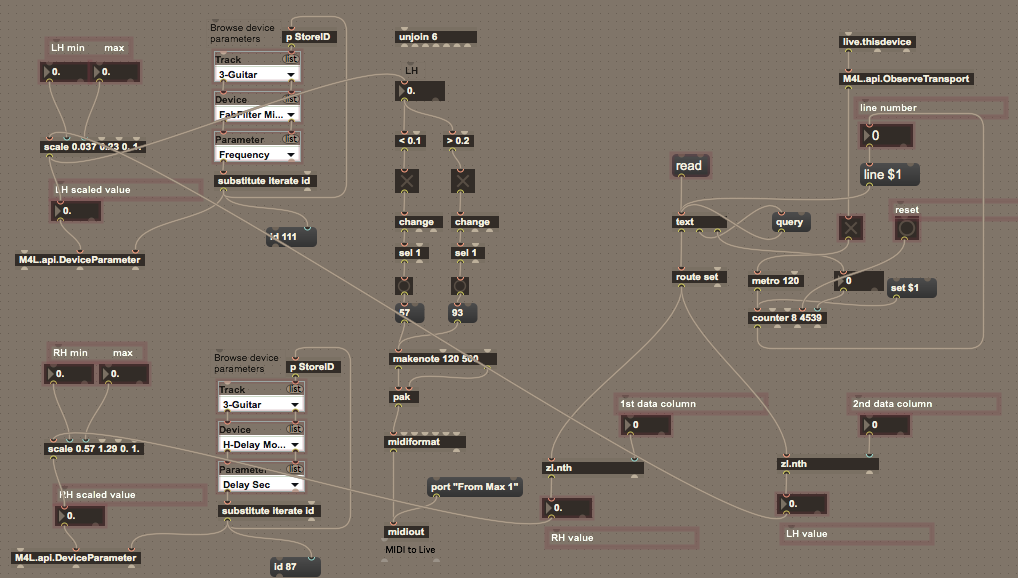 LH min max
0. 0.
scale 0.037 0.23 0. 1.
LH scaled value
0.
M4L.api.DeviceParameter
Browse device
parameters
p StoreID
Track list
3-Guitar
Device list
FabFilter Mi...
Parameter list
Frequency
substitute iterate id
id 111
unjoin 6
LH
0.
< 0.1 > 0.2
change change
sel 1 sel 1
57 93
makenote 120 500
pak
midiformat
port "From Max 1"
midiout
MIDI to Live
live.thisdevice
M4L.api.ObserveTransport
line number
0
line $1
read
text
query
reset
route set
metro 120
0
set $1
counter 8 4539
RH min max
0. 0.
scale 0.57 1.29 0. 1.
RH scaled value
0.
M4L.api.DeviceParameter
Browse device
parameters
p StoreID
Track list
3-Guitar
Device list
H-Delay Mo...
Parameter list
Delay Sec
substitute iterate id
id 87
1st data column
0
zl.nth
0.
RH value
2nd data column
0
zl.nth
0.
LH value